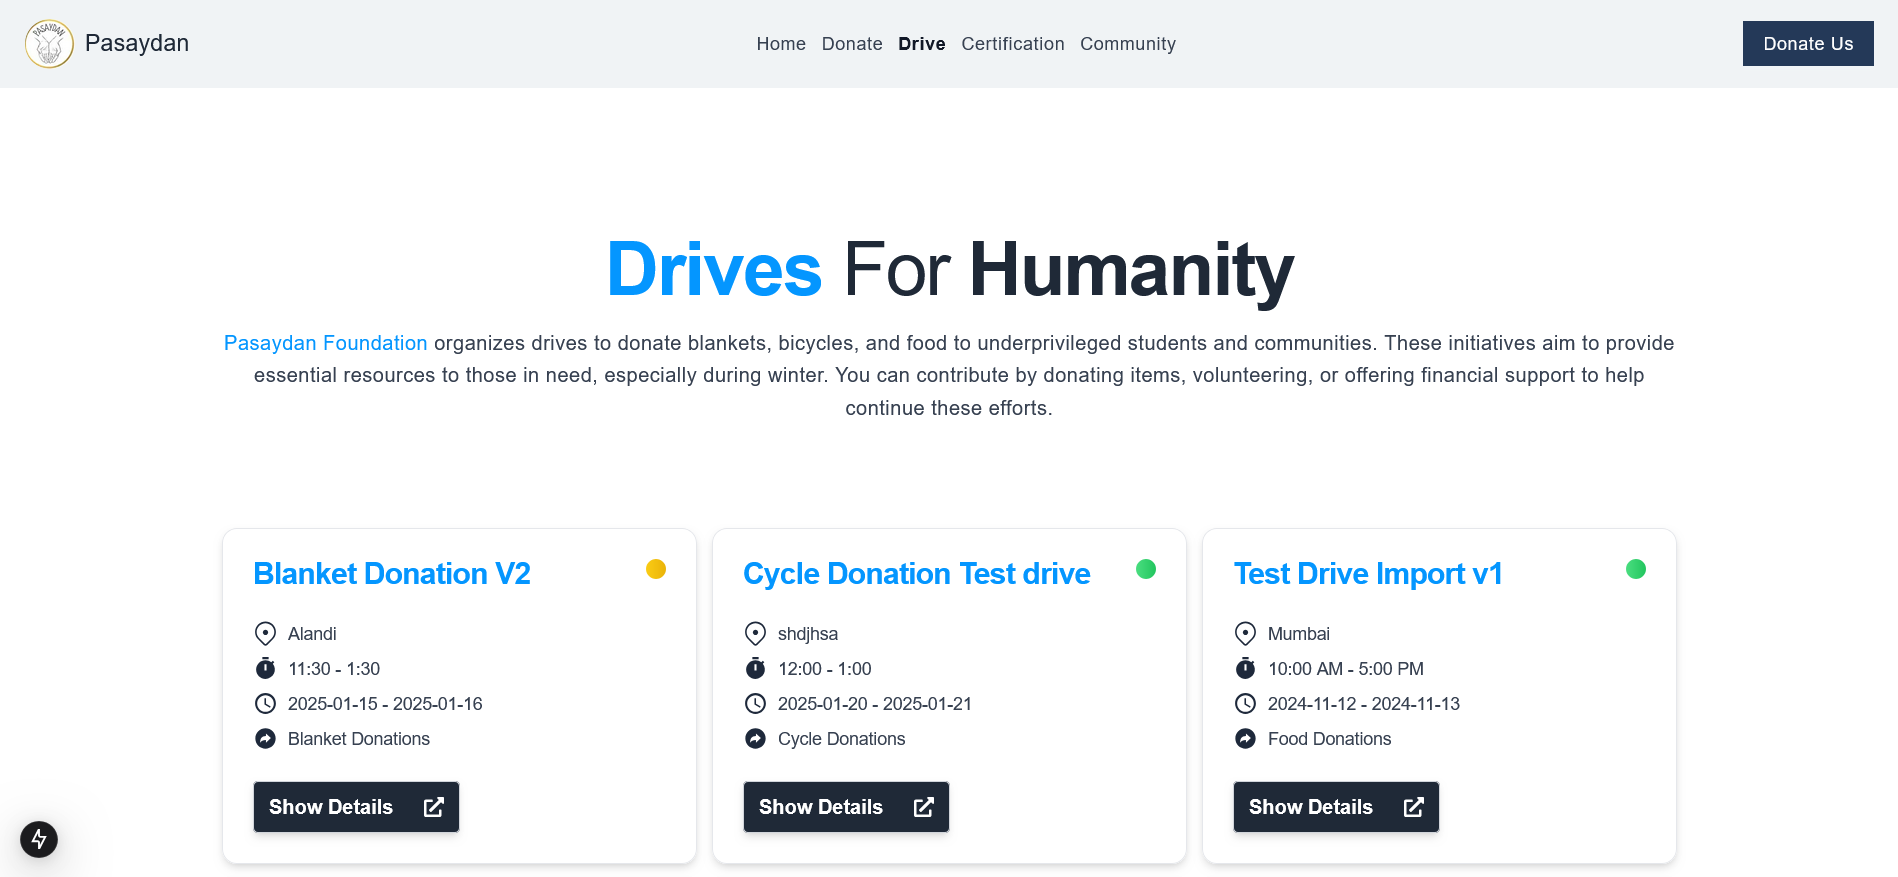 PASAYDAN
Pasaydan
Home Donate Drive Certification Community
Donate Us
Drives For Humanity
Pasaydan Foundation organizes drives to donate blankets, bicycles, and food to underprivileged students and communities. These initiatives aim to provide
essential resources to those in need, especially during winter. You can contribute by donating items, volunteering, or offering financial support to help
continue these efforts.
Blanket Donation V2
Alandi
11:30 - 1:30
2025-01-15 - 2025-01-16
Blanket Donations
Show Details
Cycle Donation Test drive
shdjhsa
12:00 - 1:00
2025-01-20 - 2025-01-21
Cycle Donations
Show Details
Test Drive Import v1
Mumbai
10:00 AM - 5:00 PM
2024-11-12 - 2024-11-13
Food Donations
Show Details